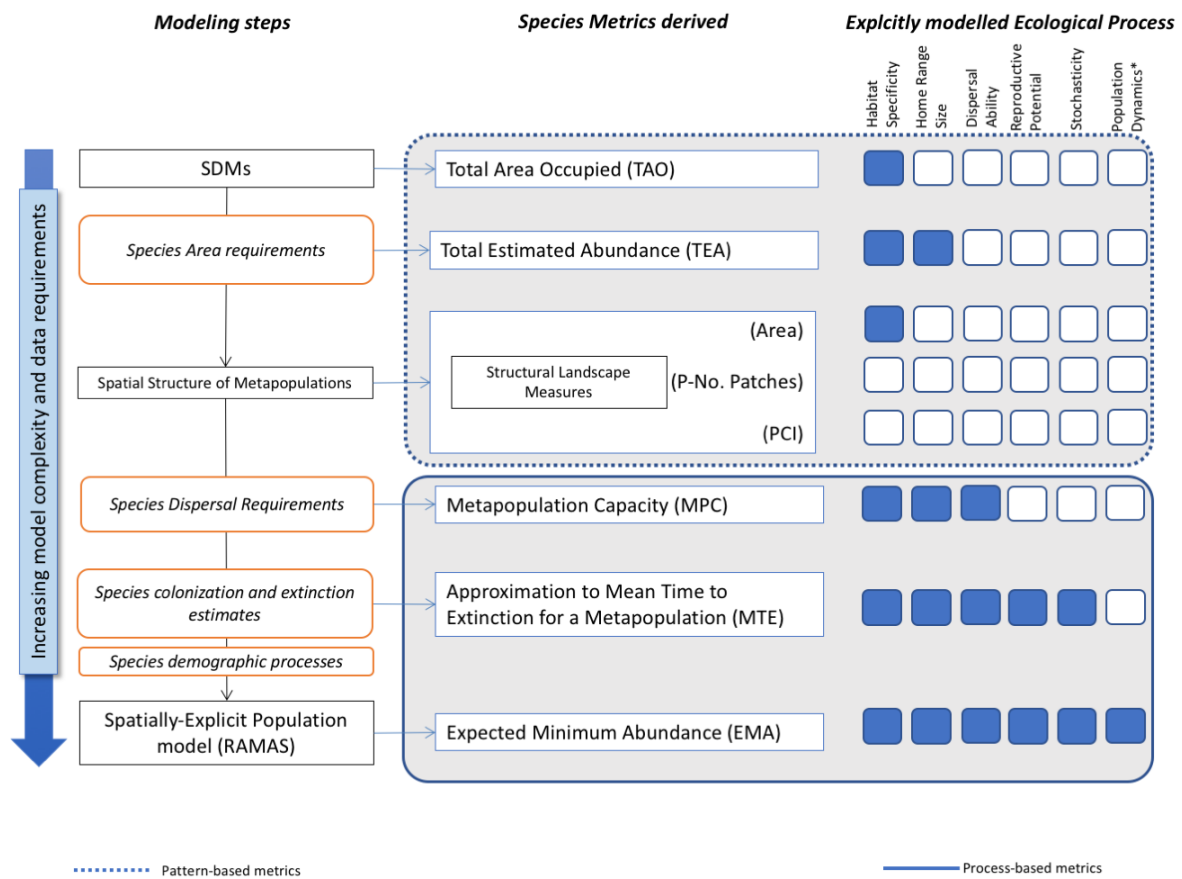 Modeling steps
Species Metrics derived
Explcitly modelled Ecological Process
Habitat
Specificity
Home Range
Size
Dispersal
Ability
Reproductive
Potential
Stochasticity
Population
Dynamics*
Increasing model complexity and data requirements
SDMs
Total Area Occupied (TAO)
Species Area requirements
Total Estimated Abundance (TEA)
Spatial Structure of Metapopulations
Structural Landscape
Measures
(Area)
(P-No. Patches)
(PCI)
Species Dispersal Requirements
Metapopulation Capacity (MPC)
Species colonization and extinction
estimates
Approximation to Mean Time to
Extinction for a Metapopulation (MTE)
Species demographic processes
Spatially-Explicit Population
model (RAMAS)
Expected Minimum Abundance (EMA)
Pattern-based metrics
Process-based metrics